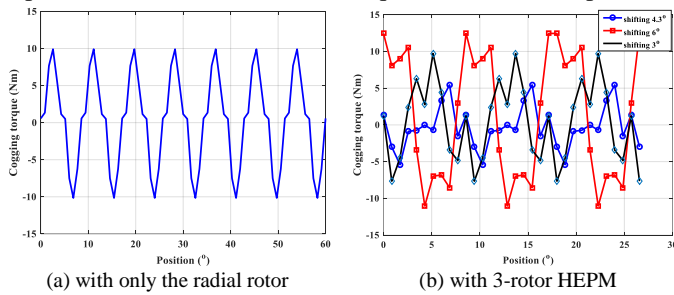 15
10
5
0
-5
-10
-15
Cogging torque (Nm)
0 10 20 30 40 50 60
Position (°)
(a) with only the radial rotor
shifting 4.3°
shifting 6°
shifting 3°
15
10
5
0
-5
-10
-15
Cogging torque (Nm)
0 5 10 15 20 25 30
Position (°)
(b) with 3-rotor HEPM